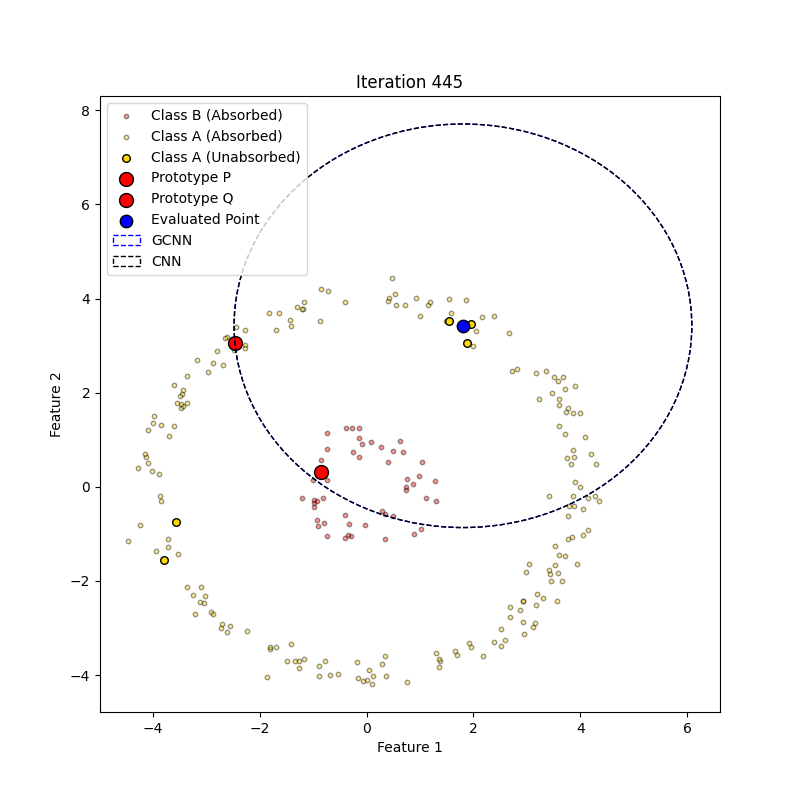 Iteration 445
Class B (Absorbed)
Class A (Absorbed)
Class A (Unabsorbed)
Prototype P
Prototype Q
Evaluated Point
GCNN
CNN
8
6
4
2
0
−2
−4
Feature 2
−4 −2 0 2 4 6
Feature 1